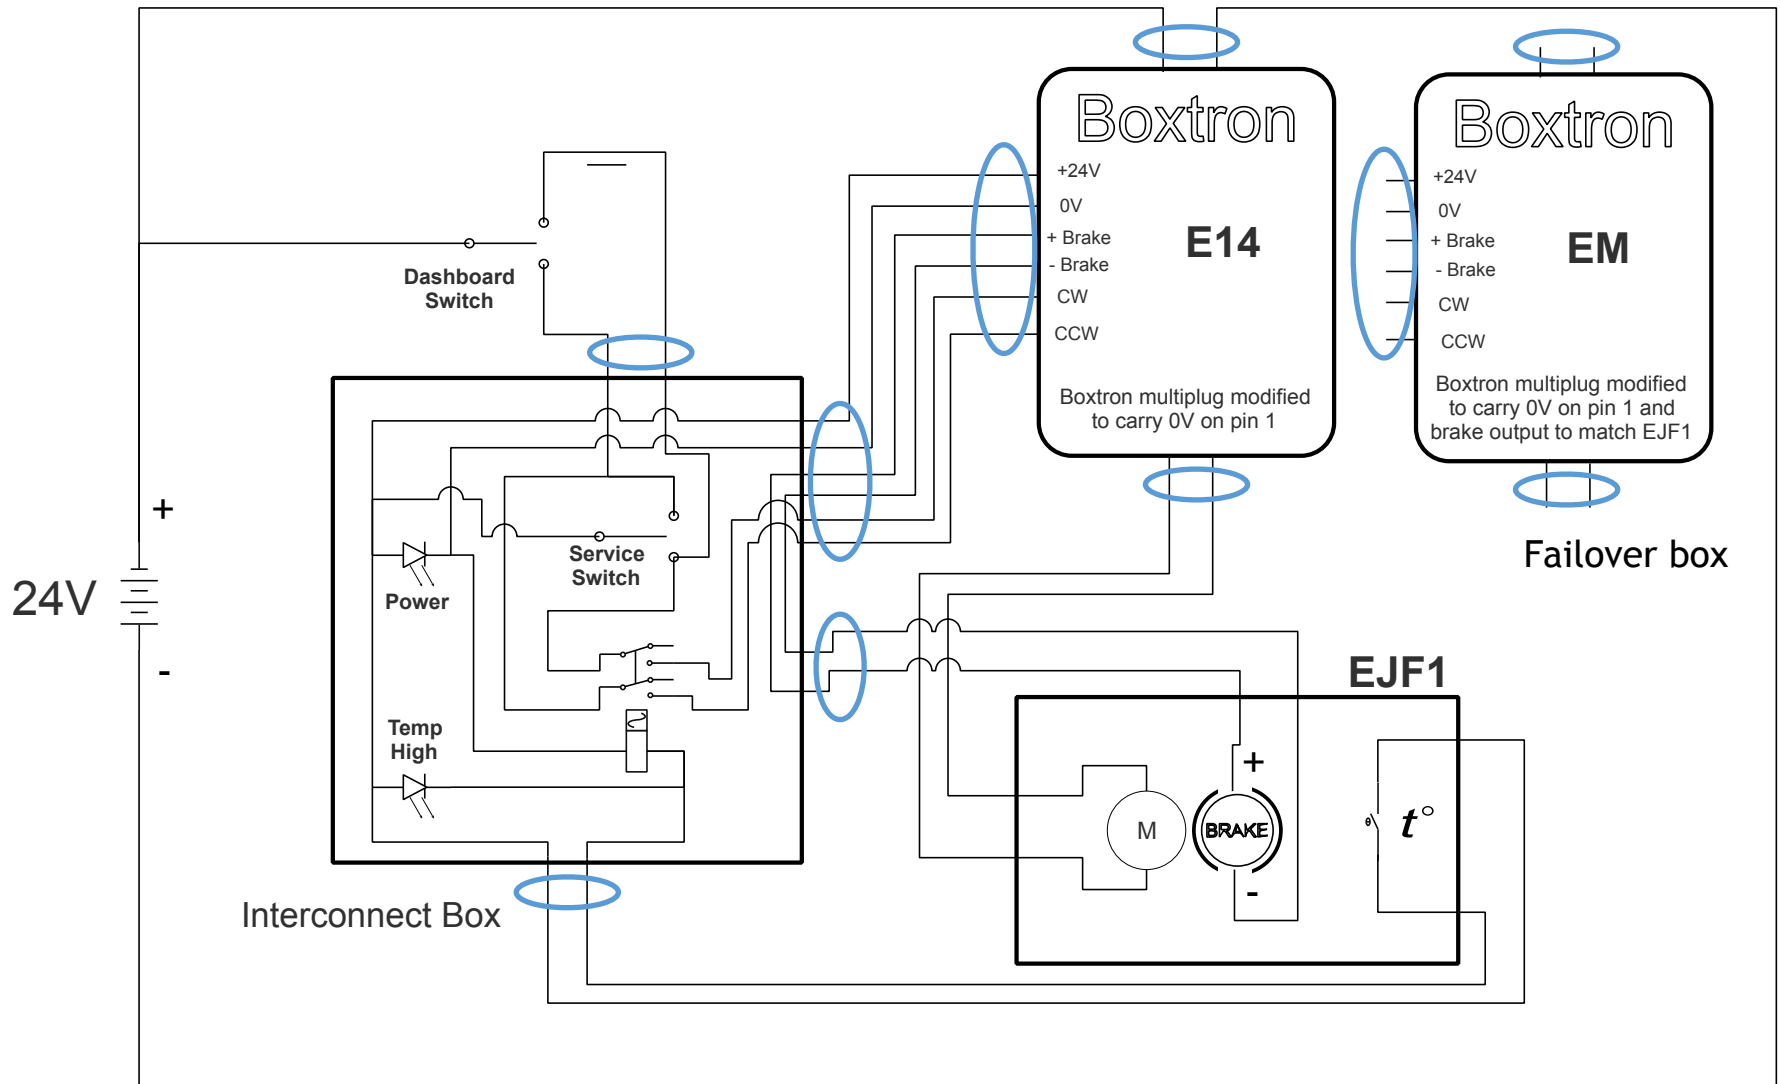 Boxtron
+24V
0V
+ Brake
- Brake
CW
CCW
E14
Boxtron multiplug modified
to carry 0V on pin 1
Boxtron
+24V
0V
+ Brake
- Brake
CW
CCW
EM
Boxtron multiplug modified
to carry 0V on pin 1 and
brake output to match EJF1
Failover box
Dashboard
Switch
+
24V
-
Service
Switch
Power
Temp
High
Interconnect Box
EJF1
M
+
BRAKE
-
θ
t°